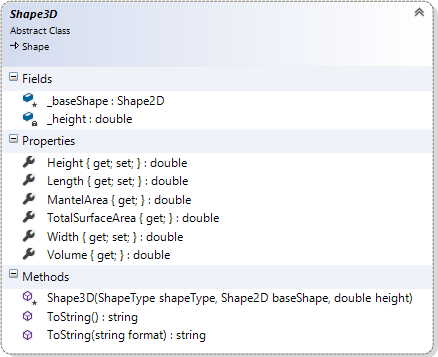 Shape3D
Abstract Class
Shape
Fields
_baseShape : Shape2D
_height : double
Properties
Height { get; set; } : double
Length { get; set; } : double
MantelArea { get; } : double
TotalSurfaceArea { get; } : double
Width { get; set; } : double
Volume { get; } : double
Methods
Shape3D(ShapeType shapeType, Shape2D baseShape, double height)
ToString() : string
ToString(string format) : string